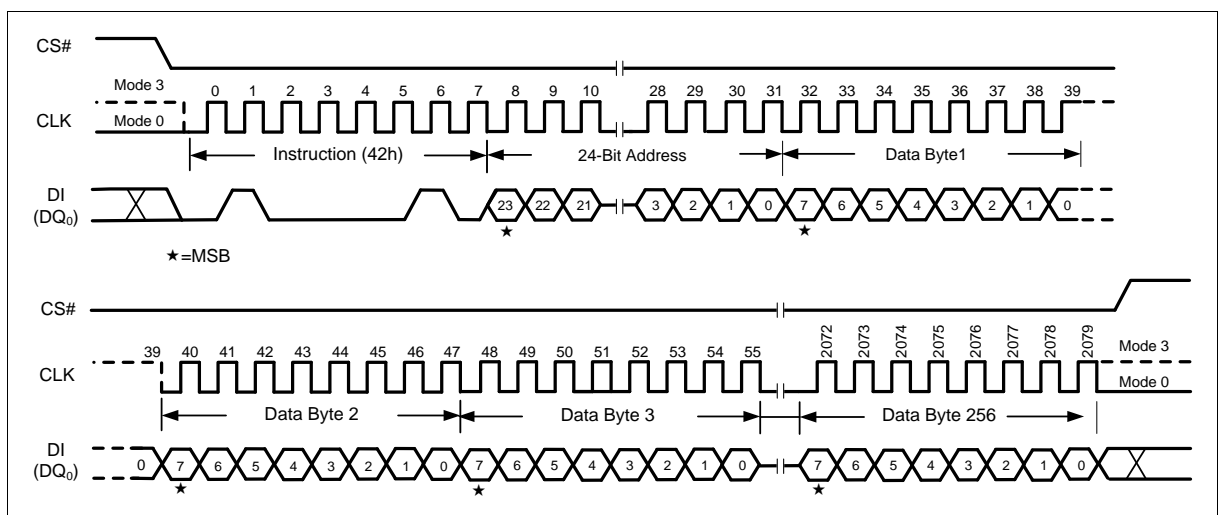 CS#
Mode 3
0 1 2 3 4 5 6 7 8 9 10 28 29 30 31 32 33 34 35 36 37 38 39
CLK
Mode 0
Instruction (42h) 24-Bit Address Data Byte1
DI
(DQ0)
23 22 21 3 2 1 0 7 6 5 4 3 2 1 0
★ ★
★=MSB
CS#
39 40 41 42 43 44 45 46 47 48 49 50 51 52 53 54 55 2072 2073 2074 2075 2076 2077 2078 2079
Mode 3
CLK
Mode 0
Data Byte 2 Data Byte 3 Data Byte 256
DI
(DQ0)
0 7 6 5 4 3 2 1 0 7 6 5 4 3 2 1 0 7 6 5 4 3 2 1 0
★ ★ ★